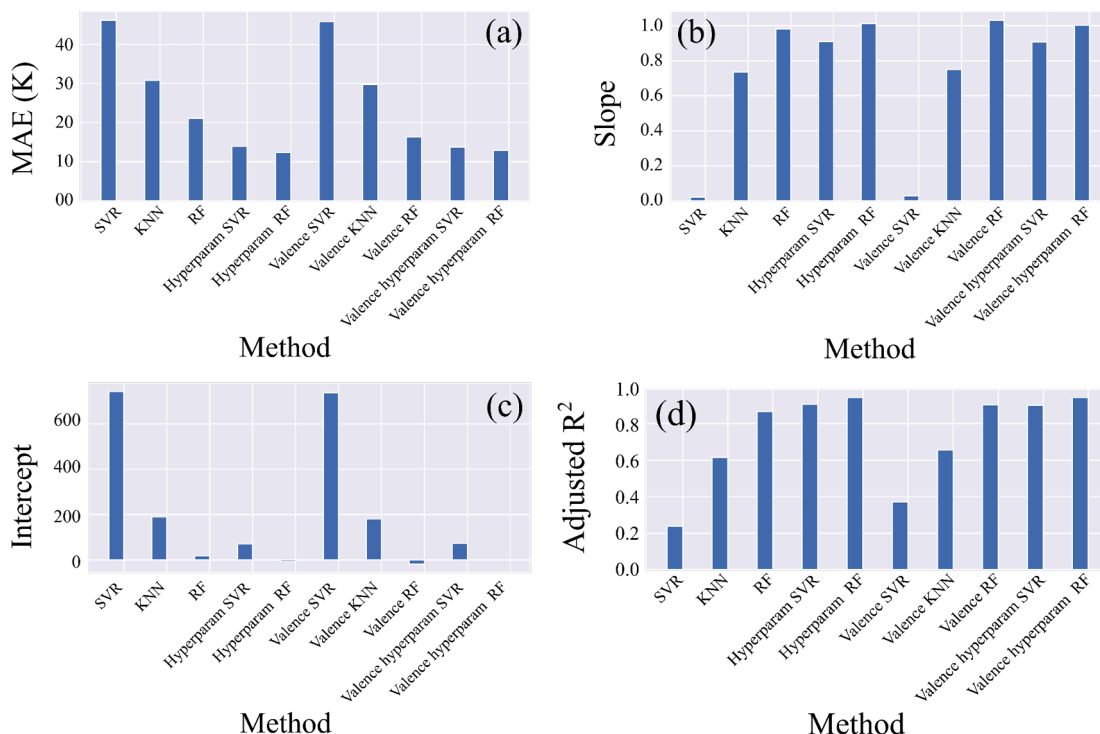 (a)
MAE (K)
40
30
20
10
00
SVR
KNN
RF
Hyperparam SVR
Hyperparam RF
Valence SVR
Valence KNN
Valence RF
Valence hyperparam SVR
Valence hyperparam RF
Method
(b)
Slope
1.0
0.8
0.6
0.4
0.2
0.0
SVR
KNN
RF
Hyperparam SVR
Hyperparam RF
Valence SVR
Valence KNN
Valence RF
Valence hyperparam SVR
Valence hyperparam RF
Method
(c)
Intercept
600
400
200
0
SVR
KNN
RF
Hyperparam SVR
Hyperparam RF
Valence SVR
Valence KNN
Valence RF
Valence hyperparam SVR
Valence hyperparam RF
Method
(d)
Adjusted R²
1.0
0.8
0.6
0.4
0.2
0.0
SVR
KNN
RF
Hyperparam SVR
Hyperparam RF
Valence SVR
Valence KNN
Valence RF
Valence hyperparam SVR
Valence hyperparam RF
Method